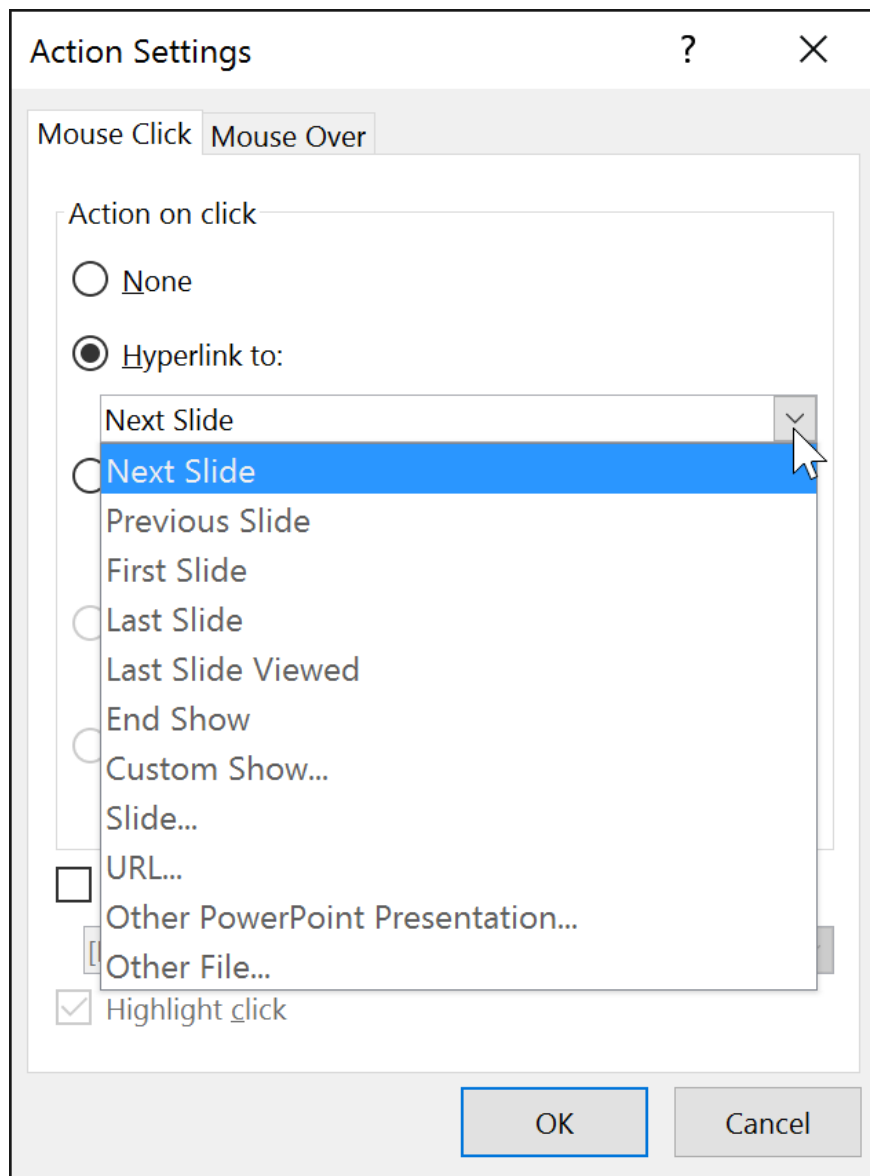 Action Settings ?
Mouse Click Mouse Over
Action on click
None
Hyperlink to:
Next Slide
Next Slide
Previous Slide
First Slide
Last Slide
Last Slide Viewed
End Show
Custom Show...
Slide...
URL...
Other PowerPoint Presentation...
Other File...
Highlight click
OK Cancel